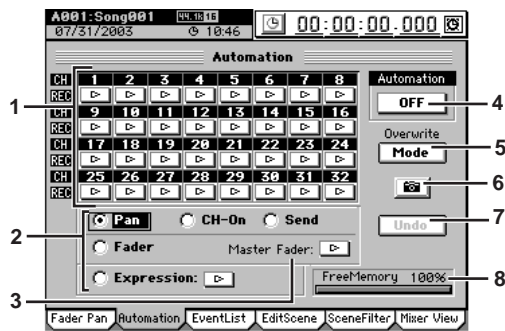 A001:Song001 44.1k 16
07/31/2003 10:46 00:00:00.000
Automation
CH 1 2 3 4 5 6 7 8
REC
CH 9 10 11 12 13 14 15 16
REC
CH 17 18 19 20 21 22 23 24
REC
CH 25 26 27 28 29 30 31 32
REC
Automation
OFF
Overwrite
Mode
Undo
Pan CH-On Send
Fader Master Fader:
Expression:
FreeMemory 100%
Fader Pan Automation EventList EditScene SceneFilter Mixer View
1
2
3
4
5
6
7
8